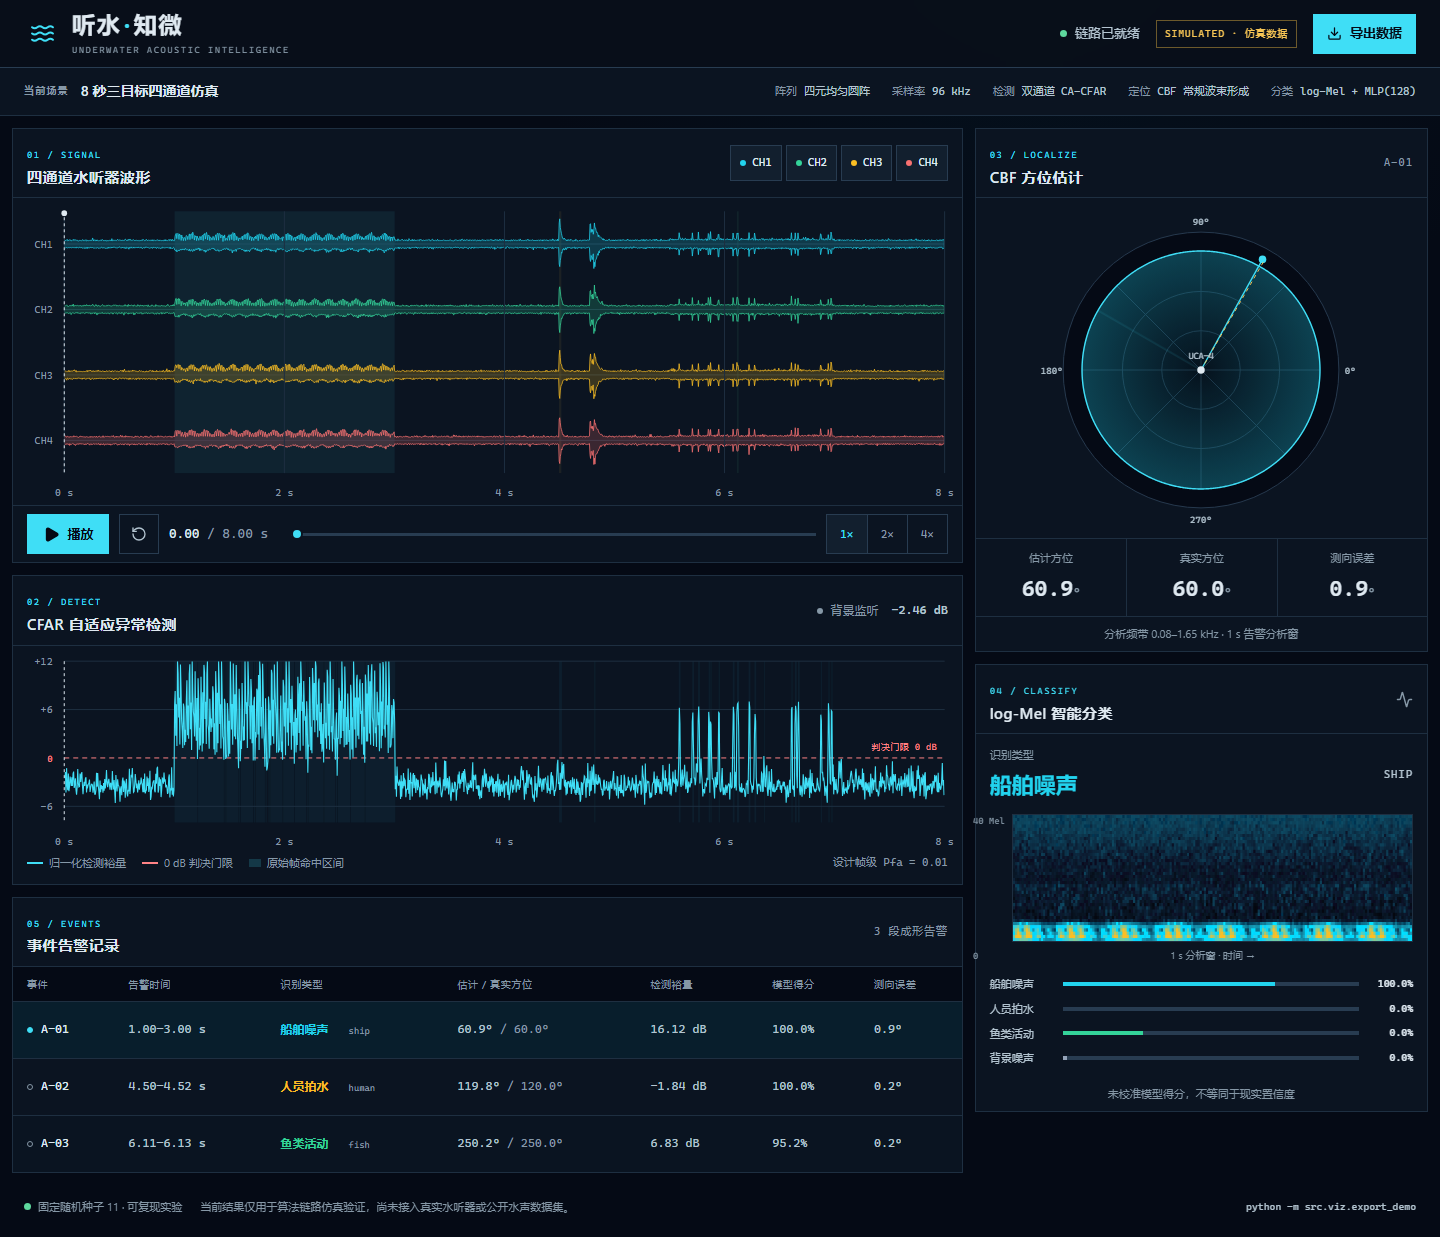 听水·知微
UNDERWATER ACOUSTIC INTELLIGENCE
链路已就绪
SIMULATED · 仿真数据
导出数据
当前场景 8 秒三目标四通道仿真
阵列 四元均匀圆阵 采样率 96 kHz 检测 双通道 CA-CFAR 定位 CBF 常规波束形成 分类 log-Mel + MLP(128)
01 / SIGNAL
四通道水听器波形
CH1 CH2 CH3 CH4
CH1
CH2
CH3
CH4
0 s 2 s 4 s 6 s 8 s
播放 0.00 / 8.00 s 1× 2× 4×
02 / DETECT
CFAR 自适应异常检测
背景监听 −2.46 dB
+12
+6
0
−6
判决门限 0 dB
0 s 2 s 4 s 6 s 8 s
归一化检测裕量 0 dB 判决门限 原始帧命中区间 设计帧级 Pfa = 0.01
05 / EVENTS
事件告警记录
3 段成形告警
事件 告警时间 识别类型 估计 / 真实方位 检测裕量 模型得分 测向误差
A-01 1.00–3.00 s 船舶噪声 ship 60.9° / 60.0° 16.12 dB 100.0% 0.9°
A-02 4.50–4.52 s 人员拍水 human 119.8° / 120.0° −1.84 dB 100.0% 0.2°
A-03 6.11–6.13 s 鱼类活动 fish 250.2° / 250.0° 6.83 dB 95.2% 0.2°
03 / LOCALIZE
CBF 方位估计
A-01
90°
180°
UCA-4
0°
270°
估计方位 真实方位 测向误差
60.9° 60.0° 0.9°
分析频带 0.08–1.65 kHz · 1 s 告警分析窗
04 / CLASSIFY
log-Mel 智能分类
识别类型
船舶噪声
SHIP
40 Mel
0
1 s 分析窗 · 时间 →
船舶噪声 100.0%
人员拍水 0.0%
鱼类活动 0.0%
背景噪声 0.0%
未校准模型得分，不等同于现实置信度
固定随机种子 11 · 可复现实验 当前结果仅用于算法链路仿真验证，尚未接入真实水听器或公开水声数据集。
python -m src.viz.export_demo